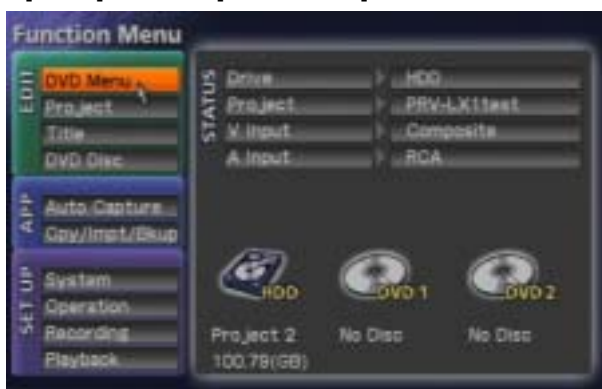 Function Menu
EDIT
DVD Menu
Project
Title
DVD Disc
APP
Auto Capture
Cpy/Impt/Bkup
SET UP
System
Operation
Recording
Playback
STATUS
Drive HDD
Project PRV-LX1test
V Input Composite
A Input RCA
HDD DVD 1 DVD 2
Project 2 No Disc No Disc
100.79(GB)